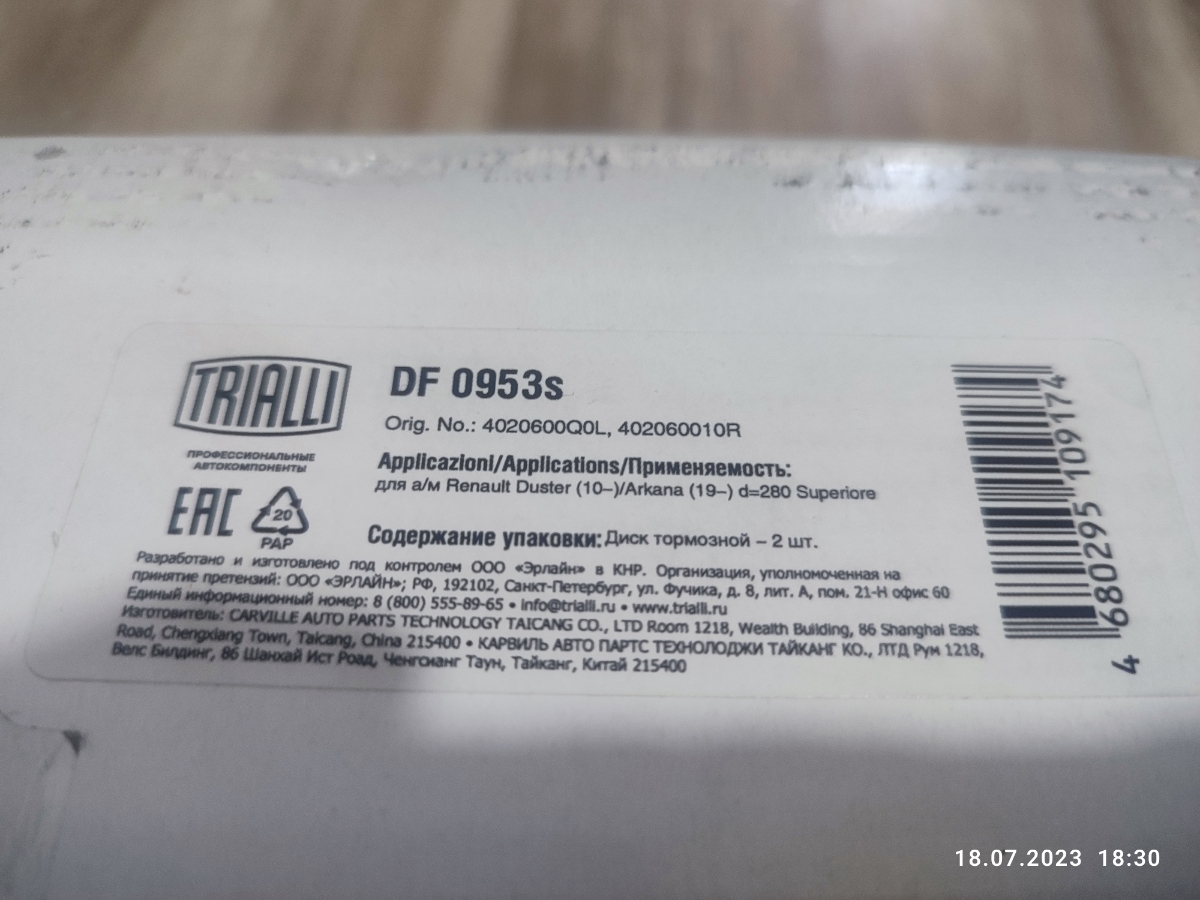 TRIALLI
ПРОФЕССИОНАЛЬНЫЕ
АВТОКОМПОНЕНТЫ
EAC
20
PAP
DF 0953s
Orig. No.: 4020600Q0L, 402060010R
Applicazioni/Applications/Применяемость:
для а/м Renault Duster (10–)/Arkana (19–) d=280 Superiore
Содержание упаковки: Диск тормозной – 2 шт.
Разработано и изготовлено под контролем ООО «Эрлайн» в КНР. Организация, уполномоченная на
принятие претензий: ООО «ЭРЛАЙН»; РФ, 192102, Санкт-Петербург, ул. Фучика, д. 8, лит. А, пом. 21-Н офис 60
Единый информационный номер: 8 (800) 555-89-65 • info@trialli.ru • www.trialli.ru
Изготовитель: CARVILLE AUTO PARTS TECHNOLOGY TAICANG CO., LTD Room 1218, Wealth Building, 86 Shanghai East
Road, Chengxiang Town, Taicang, China 215400 • КАРВИЛЬ АВТО ПАРТС ТЕХНОЛОДЖИ ТАЙКАНГ КО., ЛТД Рум 1218,
Велс Билдинг, 86 Шанхай Ист Роад, Ченгсианг Таун, Тайканг, Китай 215400
4 680295 109174
18.07.2023 18:30